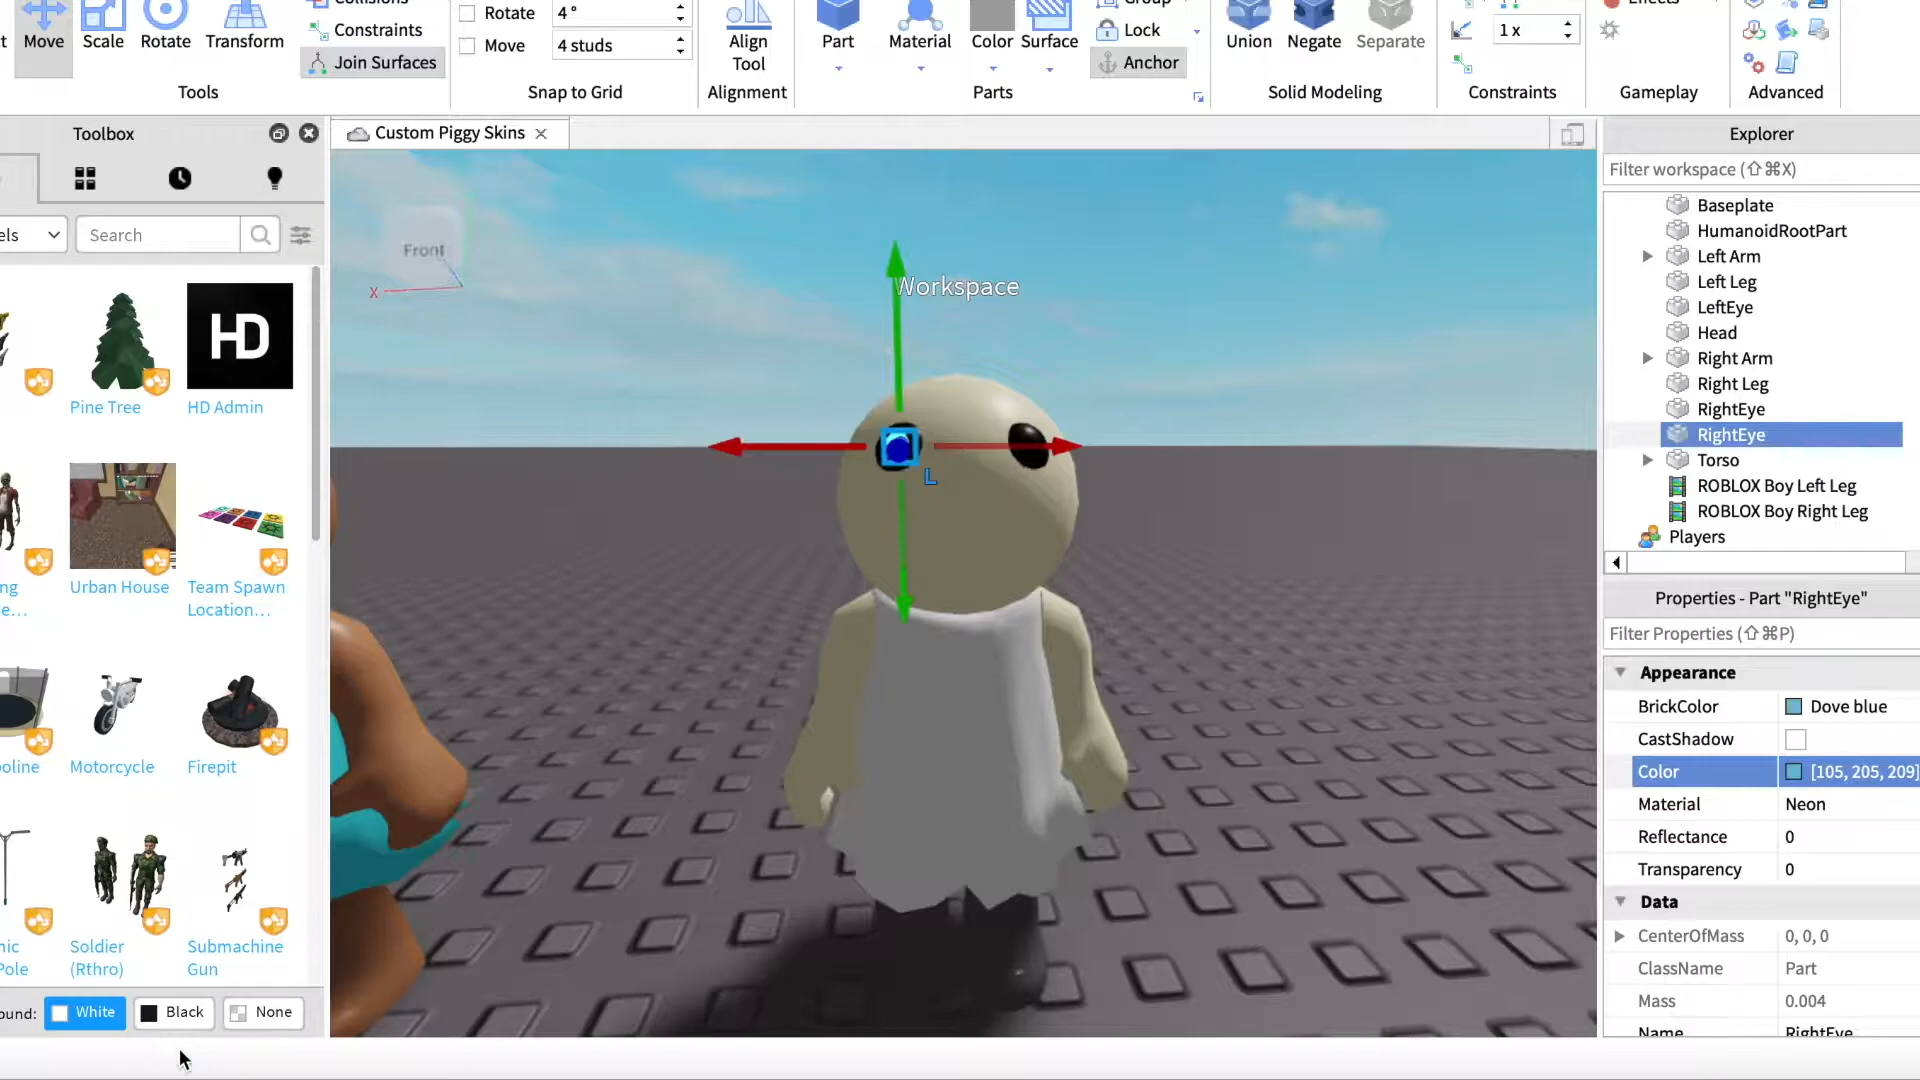 Move
Scale
Rotate
Transform
Constraints
Join Surfaces
Tools
Rotate
4 °
Move
4 studs
Snap to Grid
Align
Tool
Alignment
Part
Material
Color
Surface
Group
Lock
Anchor
Parts
Union
Negate
Separate
Solid Modeling
1 x
Constraints
Effects
Gameplay
Advanced
Toolbox
Search
Pine Tree
HD
HD Admin
Urban House
Team Spawn
Location...
Motorcycle
Firepit
Soldier
(Rthro)
Submachine
Gun
White
Black
None
Custom Piggy Skins
Front
X
Workspace
L
Explorer
Filter workspace (⇧⌘X)
Baseplate
HumanoidRootPart
Left Arm
Left Leg
LeftEye
Head
Right Arm
Right Leg
RightEye
RightEye
Torso
ROBLOX Boy Left Leg
ROBLOX Boy Right Leg
Players
Properties - Part "RightEye"
Filter Properties (⇧⌘P)
Appearance
BrickColor
Dove blue
CastShadow
Color
[105, 205, 209]
Material
Neon
Reflectance
0
Transparency
0
Data
CenterOfMass
0, 0, 0
ClassName
Part
Mass
0.004
Name
RightEye